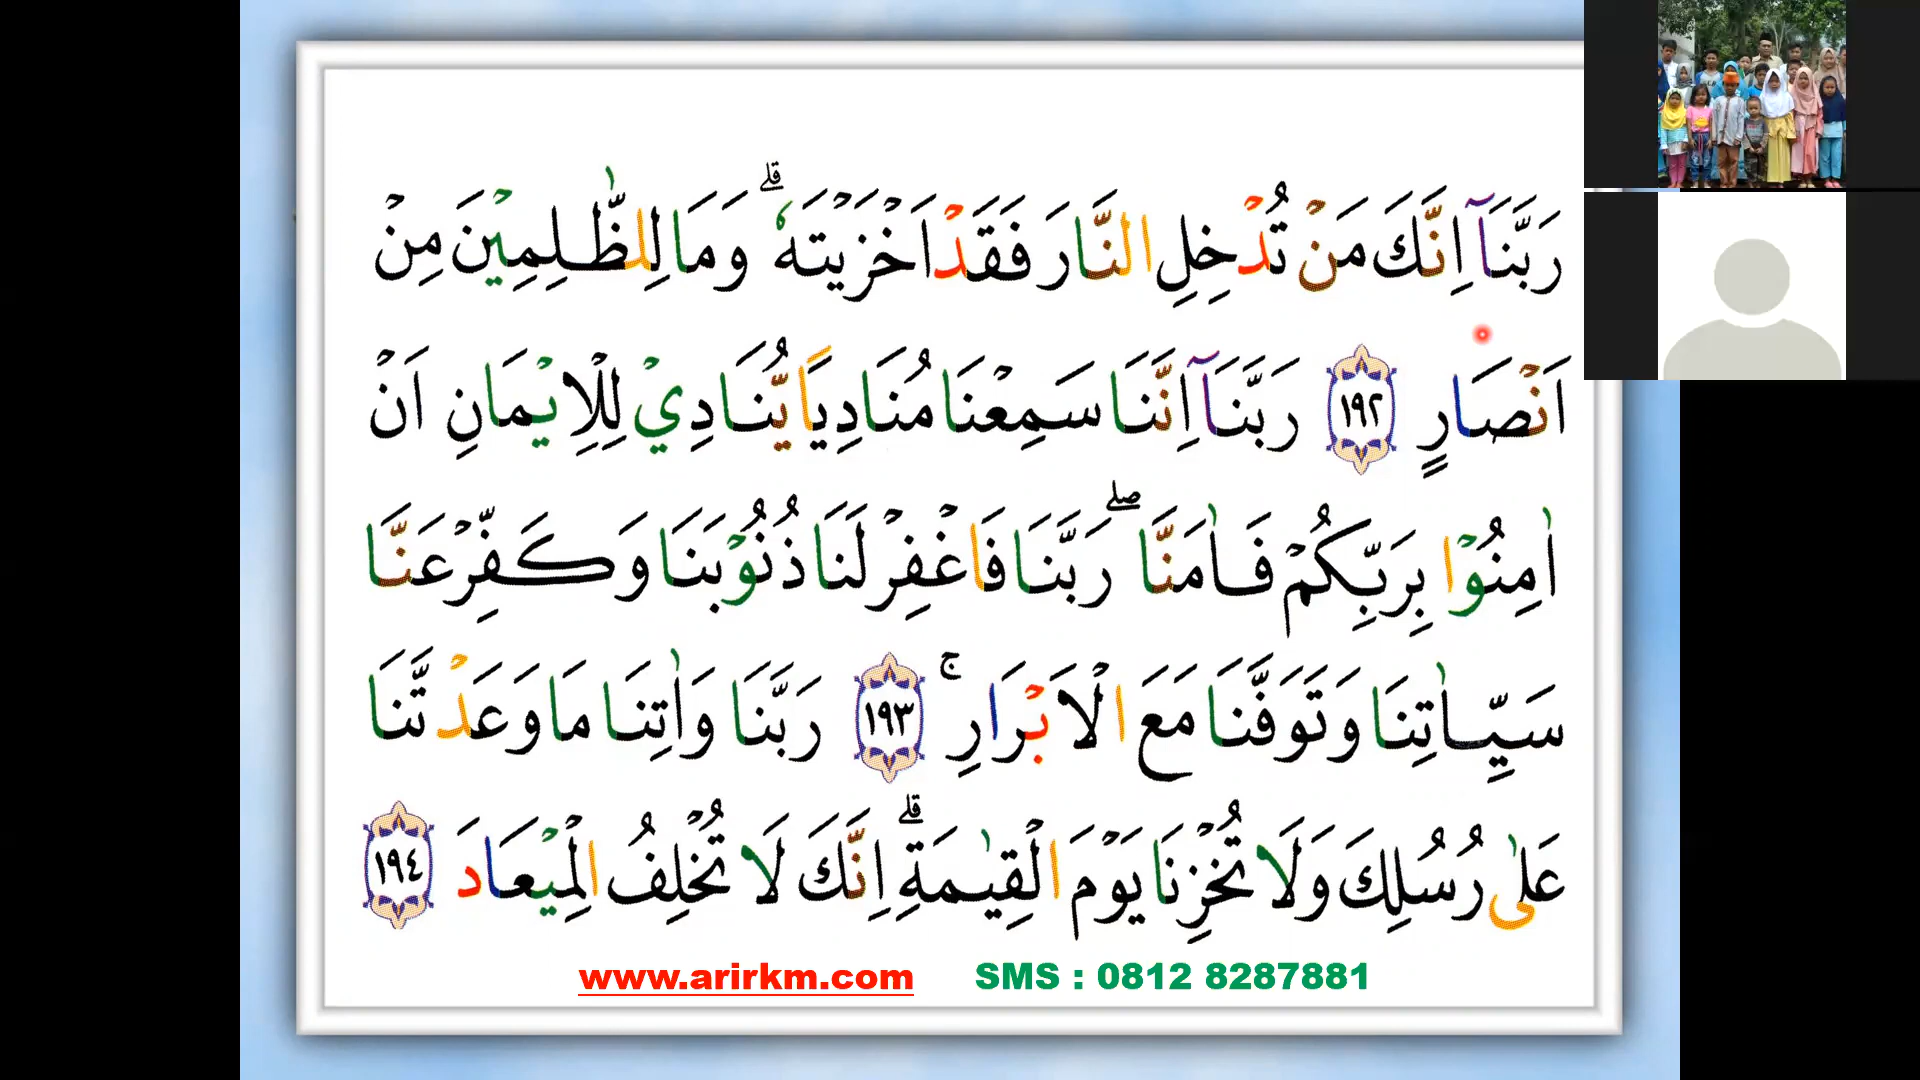 رَبَّنَآ اِنَّكَ مَنْ تُدْخِلِ النَّارَ فَقَدْ اَخْزَيْتَهٗ ۗ وَمَا لِلظّٰلِمِيْنَ مِنْ
اَنْصَارٍ ١٩٢ رَبَّنَآ اِنَّنَا سَمِعْنَا مُنَادِيًا يُّنَادِيْ لِلْاِيْمَانِ اَنْ
اٰمِنُوْا بِرَبِّكُمْ فَاٰمَنَّا ۖ رَبَّنَا فَاغْفِرْ لَنَا ذُنُوْبَنَا وَكَفِّرْ عَنَّا
سَيِّاٰتِنَا وَتَوَفَّنَا مَعَ الْاَبْرَارِ ۚ ١٩٣ رَبَّنَا وَاٰتِنَا مَا وَعَدْتَّنَا
عَلٰى رُسُلِكَ وَلَا تُخْزِنَا يَوْمَ الْقِيٰمَةِ ۗ اِنَّكَ لَا تُخْلِفُ الْمِيْعَادَ ١٩٤
www.arirkm.com SMS : 0812 8287881